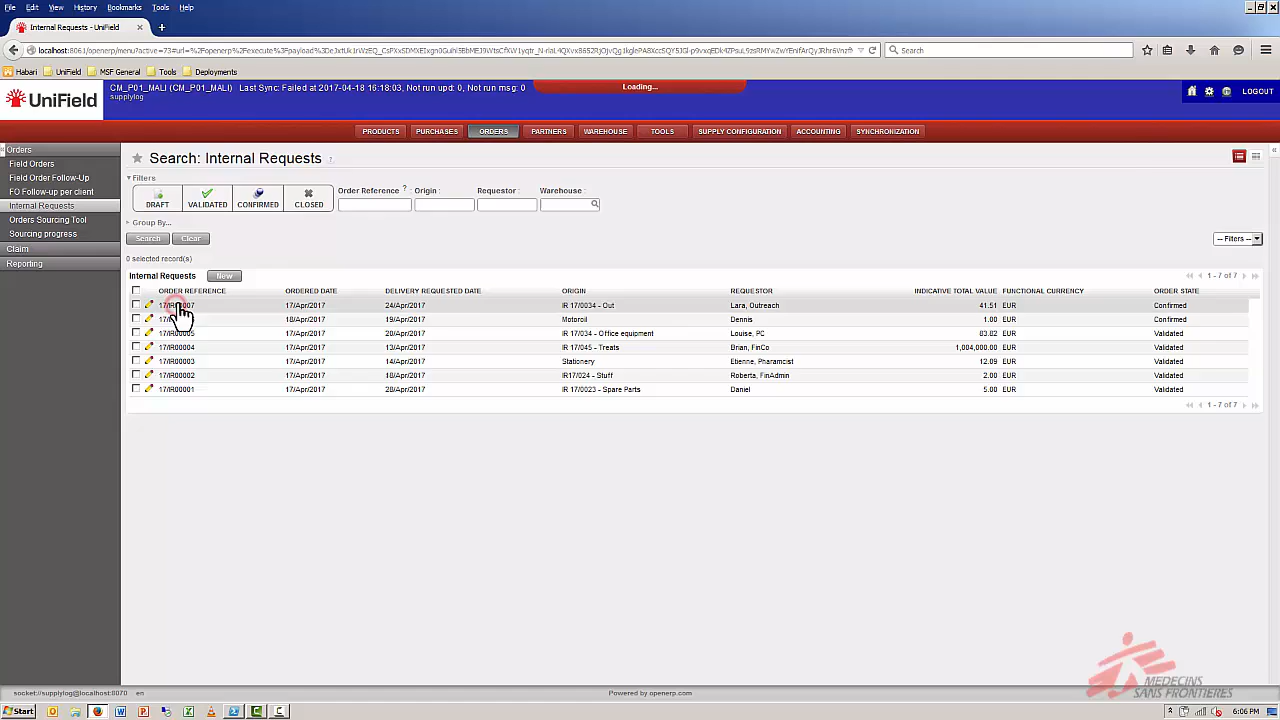 File Edit View History Bookmarks Tools Help
Internal Requests - UniField
Search
Habari UniField MSF General Tools Deployments
UniField
CM_P01_MALI (CM_P01_MALI) Last Sync: Failed at 2017-04-18 16:18:03, Not run upd: 0, Not run msg: 0
supplylog
Loading...
LOGOUT
PRODUCTS PURCHASES ORDERS PARTNERS WAREHOUSE TOOLS SUPPLY CONFIGURATION ACCOUNTING SYNCHRONIZATION
Orders
Field Orders
Field Order Follow-Up
FO Follow-up per client
Internal Requests
Orders Sourcing Tool
Sourcing progress
Claim
Reporting
Search: Internal Requests ?
Filters
DRAFT VALIDATED CONFIRMED CLOSED
Order Reference ? : Origin : Requestor : Warehouse :
Group By...
Search Clear
-- Filters --
0 selected record(s)
Internal Requests New
1 - 7 of 7
ORDER REFERENCE ORDERED DATE DELIVERY REQUESTED DATE ORIGIN REQUESTOR INDICATIVE TOTAL VALUE FUNCTIONAL CURRENCY ORDER STATE
17/Apr/2017 24/Apr/2017 IR 17/0034 - Out Lara, Outreach 41.51 EUR Confirmed
18/Apr/2017 19/Apr/2017 Motoroil Dennis 1.00 EUR Confirmed
17/IR00005 17/Apr/2017 20/Apr/2017 IR 17/034 - Office equipment Louise, PC 83.82 EUR Validated
17/IR00004 17/Apr/2017 13/Apr/2017 IR 17/045 - Treats Brian, FinCo 1,004,000.00 EUR Validated
17/IR00003 17/Apr/2017 14/Apr/2017 Stationery Etienne, Pharamcist 12.09 EUR Validated
17/IR00002 17/Apr/2017 18/Apr/2017 IR17/024 - Stuff Roberta, FinAdmin 2.00 EUR Validated
17/IR00001 17/Apr/2017 28/Apr/2017 IR 17/0023 - Spare Parts Daniel 5.00 EUR Validated
1 - 7 of 7
MEDECINS
SANS FRONTIERES
socket://supplylog@localhost:8070 en
Powered by openerp.com
Start
6:06 PM